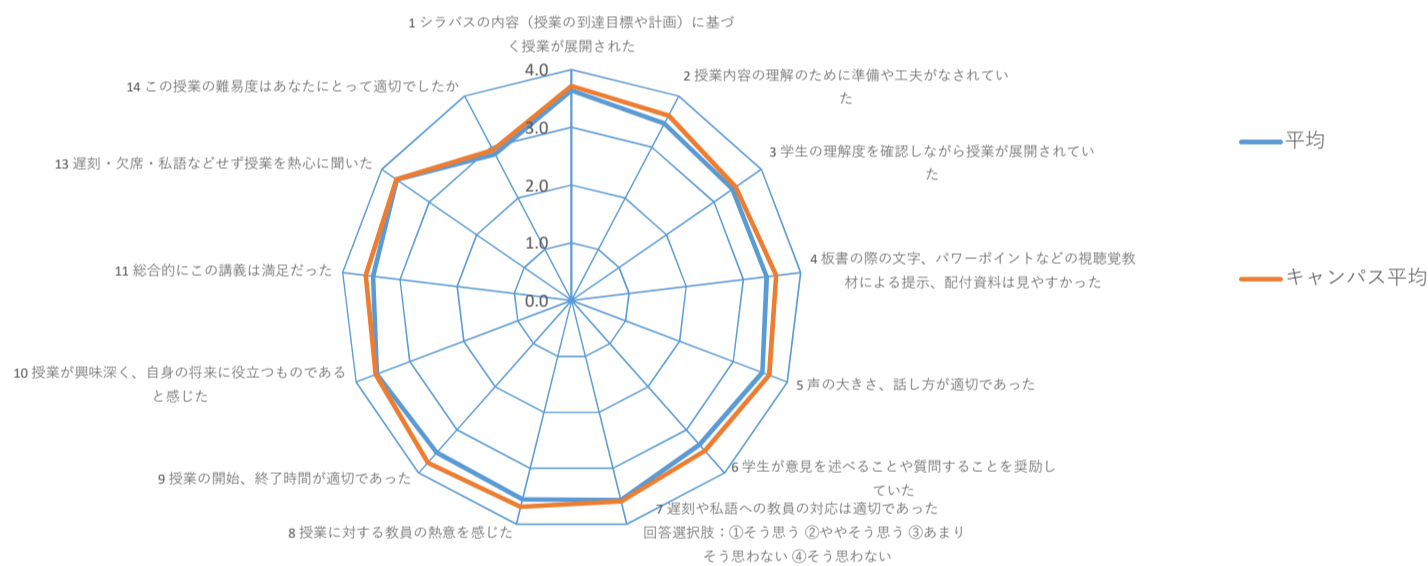 1 シラバスの内容（授業の到達目標や計画）に基づ
く授業が展開された
2 授業内容の理解のために準備や工夫がなされてい
た
3 学生の理解度を確認しながら授業が展開されてい
た
4 板書の際の文字、パワーポイントなどの視聴覚教
材による提示、配付資料は見やすかった
5 声の大きさ、話し方が適切であった
6 学生が意見を述べることや質問することを奨励し
ていた
7 遅刻や私語への教員の対応は適切であった
回答選択肢：①そう思う ②ややそう思う ③あまり
そう思わない ④そう思わない
8 授業に対する教員の熱意を感じた
9 授業の開始、終了時間が適切であった
10 授業が興味深く、自身の将来に役立つものである
と感じた
11 総合的にこの講義は満足だった
13 遅刻・欠席・私語などせず授業を熱心に聞いた
14 この授業の難易度はあなたにとって適切でしたか
4.0
3.0
2.0
1.0
0.0
平均
キャンパス平均